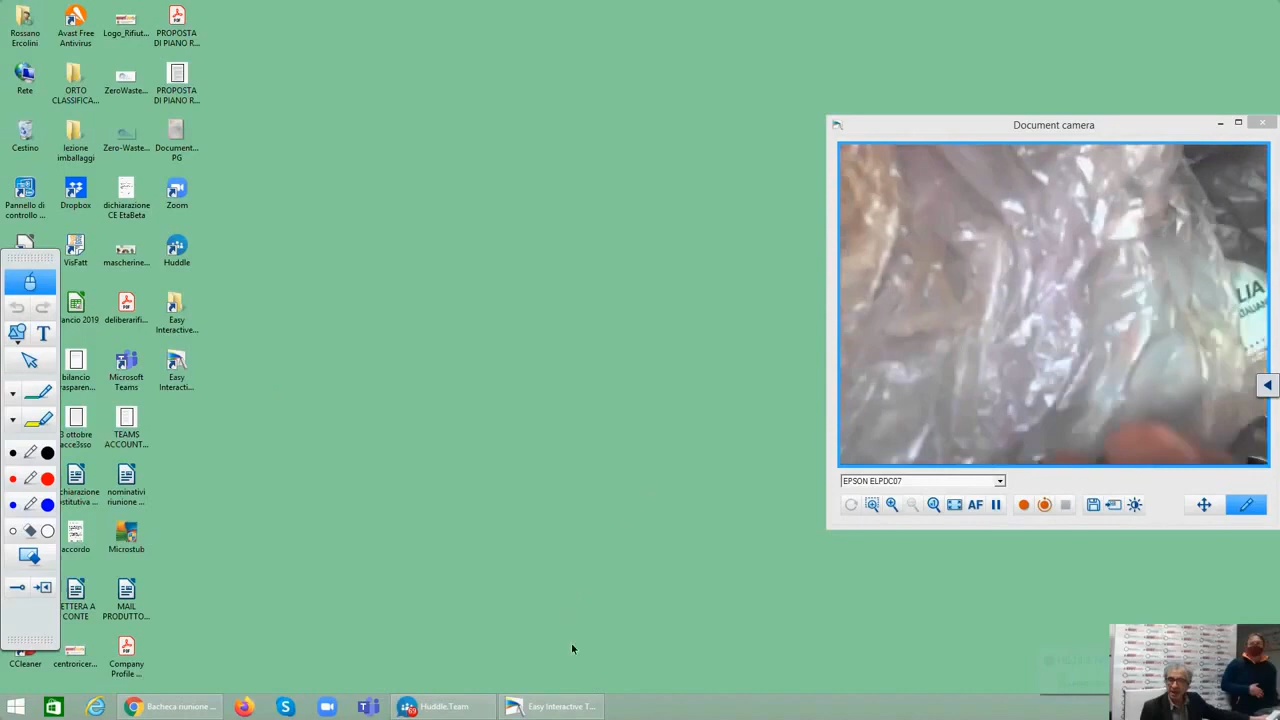 Rossano
Ercolini
Avast Free
Antivirus
Logo_Rifiut...
PROPOSTA
DI PIANO R...
Rete
ORTO
CLASSIFICA...
ZeroWaste...
PROPOSTA
DI PIANO R...
Cestino
lezione
imballaggi
Zero-Waste...
Document...
PG
Pannello di
controllo ...
Dropbox
dichiarazione
CE EtaBeta
Zoom
VisFatt
mascherine...
Huddle
ancio 2019
deliberarifi...
Easy
Interactive...
bilancio
rasparen...
Microsoft
Teams
Easy
Interacti...
3 ottobre
acce3sso
TEAMS
ACCOUNT...
chiarazione
ostitutiva ...
nominativi
riunione ...
accordo
Microstub
ETTERA A
CONTE
MAIL
PRODUTTO...
CCleaner
centroricer...
Company
Profile ...
T
Document camera
LIA
EPSON ELPDC07
AF
Bacheca riunione ...
Huddle.Team
Easy Interactive T...